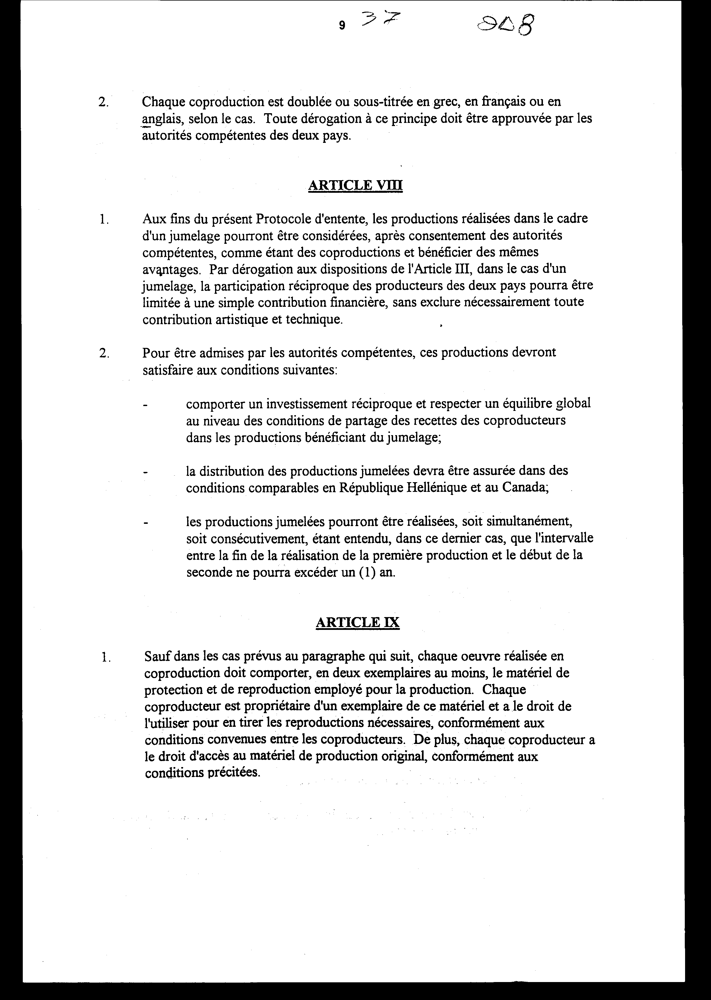 9 37
2. Chaque coproduction est doublée ou sous-titrée en grec, en français ou en
anglais, selon le cas. Toute dérogation à ce principe doit être approuvée par les
autorités compétentes des deux pays.
ARTICLE VIII
1. Aux fins du présent Protocole d'entente, les productions réalisées dans le cadre
d'un jumelage pourront être considérées, après consentement des autorités
compétentes, comme étant des coproductions et bénéficier des mêmes
avantages. Par dérogation aux dispositions de l'Article III, dans le cas d'un
jumelage, la participation réciproque des producteurs des deux pays pourra être
limitée à une simple contribution financière, sans exclure nécessairement toute
contribution artistique et technique.
2. Pour être admises par les autorités compétentes, ces productions devront
satisfaire aux conditions suivantes:
- comporter un investissement réciproque et respecter un équilibre global
au niveau des conditions de partage des recettes des coproducteurs
dans les productions bénéficiant du jumelage;
- la distribution des productions jumelées devra être assurée dans des
conditions comparables en République Hellénique et au Canada;
- les productions jumelées pourront être réalisées, soit simultanément,
soit consécutivement, étant entendu, dans ce dernier cas, que l'intervalle
entre la fin de la réalisation de la première production et le début de la
seconde ne pourra excéder un (1) an.
ARTICLE IX
1. Sauf dans les cas prévus au paragraphe qui suit, chaque oeuvre réalisée en
coproduction doit comporter, en deux exemplaires au moins, le matériel de
protection et de reproduction employé pour la production. Chaque
coproducteur est propriétaire d'un exemplaire de ce matériel et a le droit de
l'utiliser pour en tirer les reproductions nécessaires, conformément aux
conditions convenues entre les coproducteurs. De plus, chaque coproducteur a
le droit d'accès au matériel de production original, conformément aux
conditions précitées.